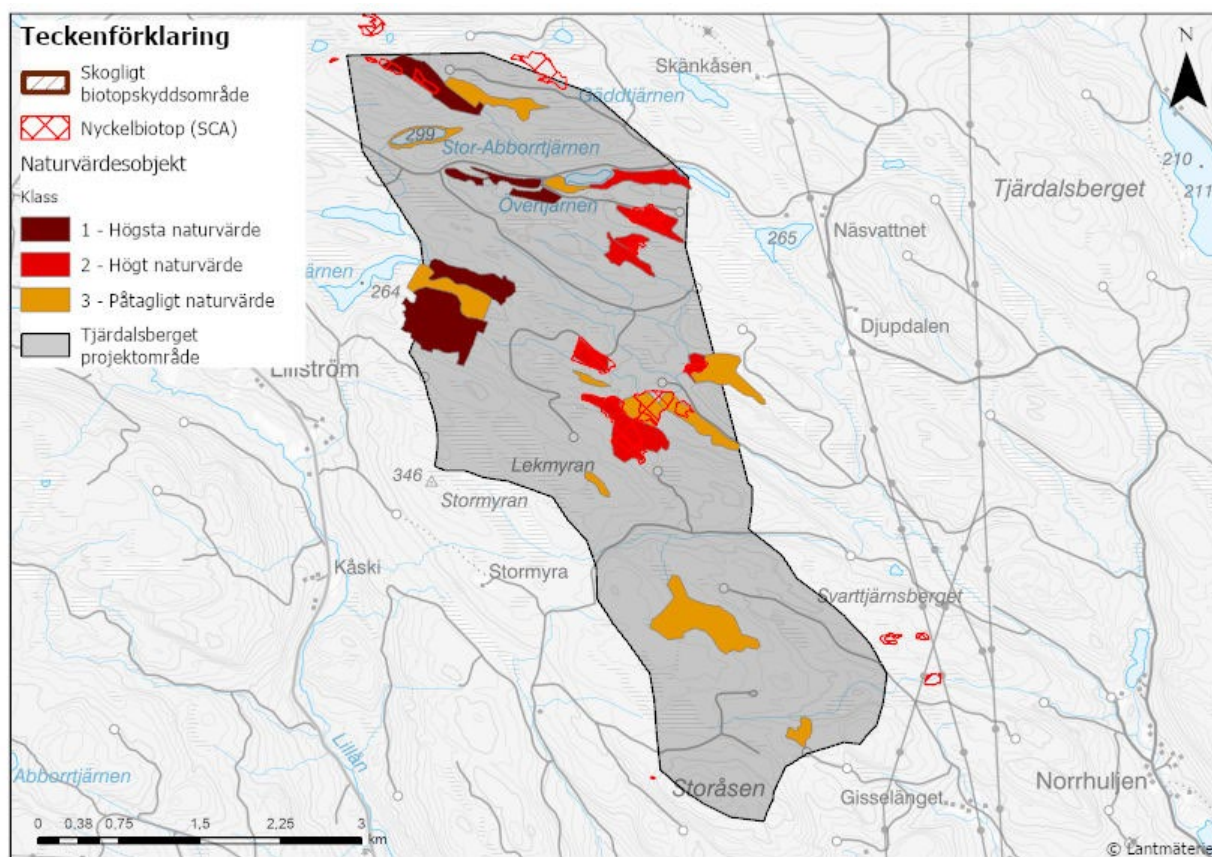 Teckenförklaring
Skogligt
biotopskyddsområde
Nyckelbiotop (SCA)
Naturvärdesobjekt
Klass
1 - Högsta naturvärde
2 - Högt naturvärde
3 - Påtagligt naturvärde
Tjärdalsberget
projektområde
N
Skänkåsen
Gäddtjärnen
299
Stor-Abborrtjärnen
210
211
Tjärdalsberget
Övertjärnen
265
Näsvattnet
ärnen
264
Djupdalen
Lillström
Lekmyran
346
Stormyran
Kåski
Stormyra
Svarttjärnsberget
Lillån
Abborrtjärnen
Storåsen
Gisselänget
Norrhuljen
0 0,38 0,75 1,5 2,25 3
km
© Lantmäterie